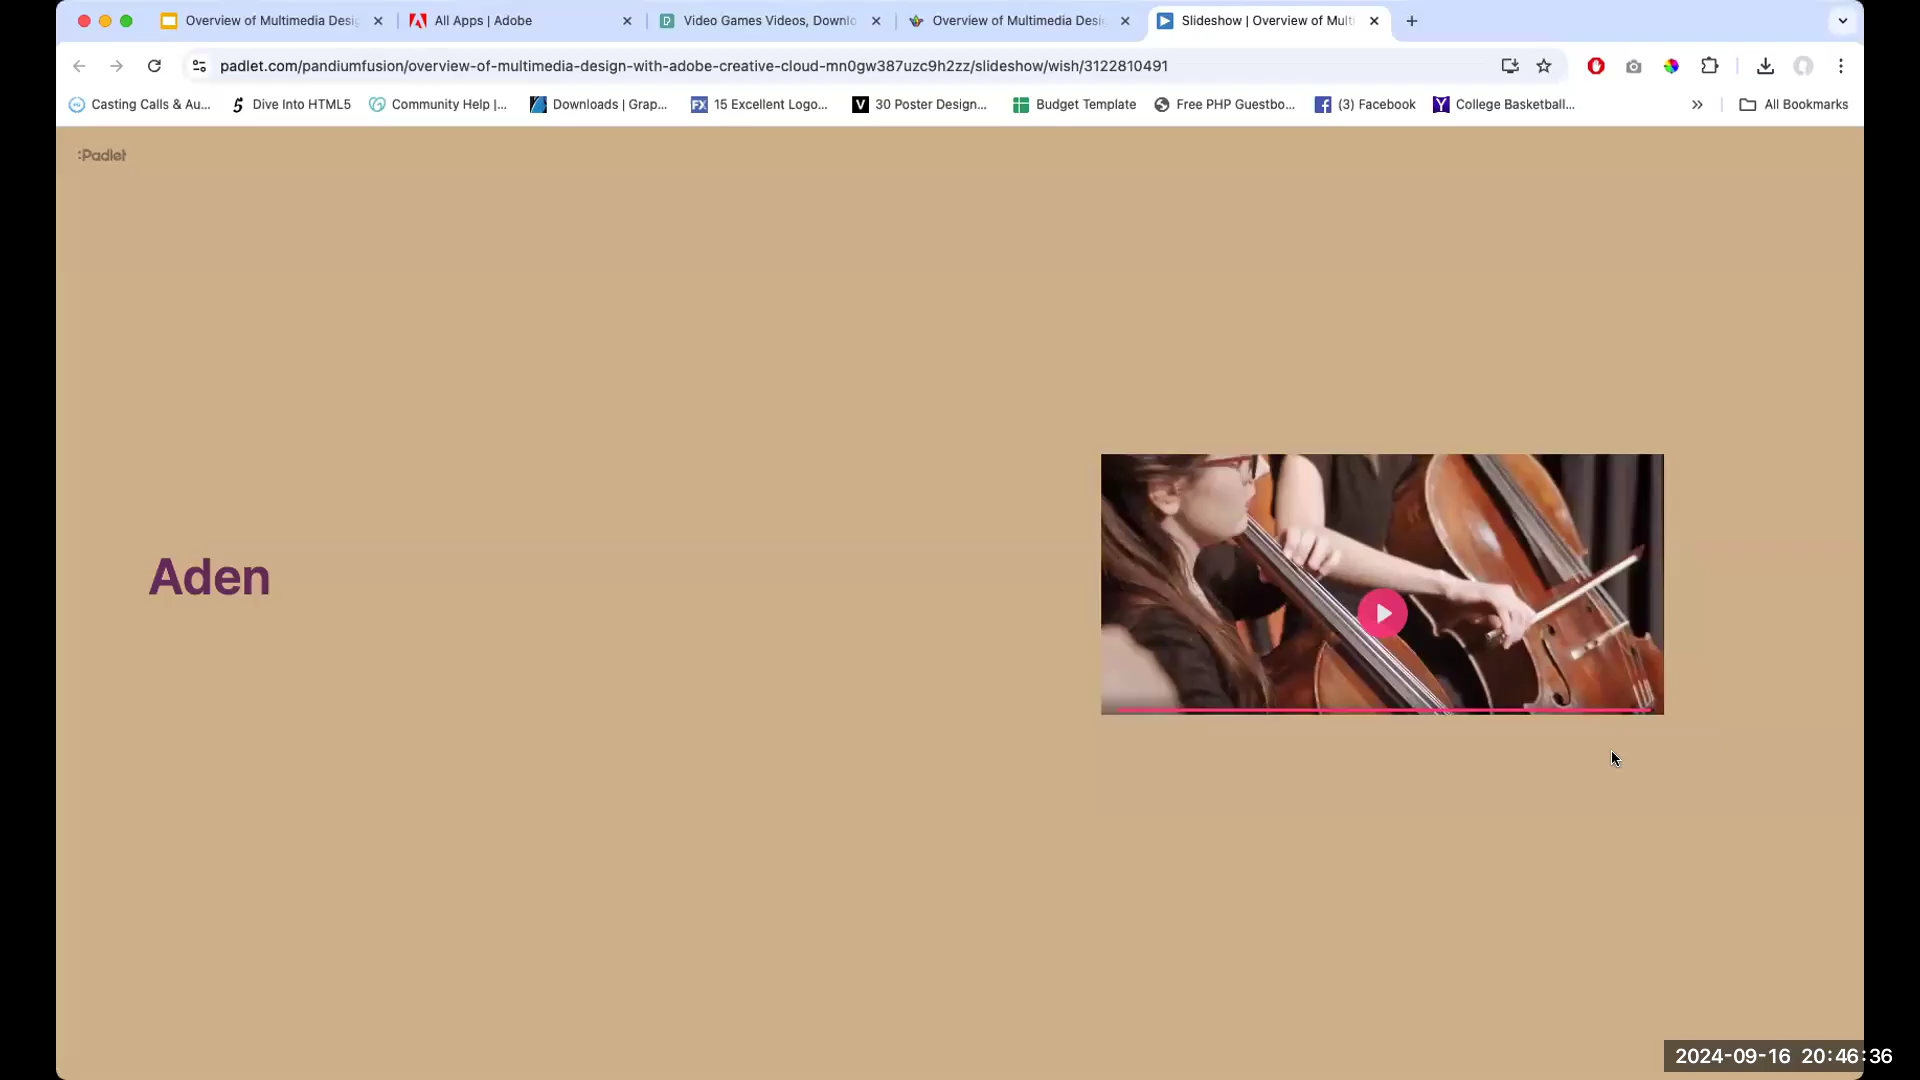 Overview of Multimedia Desi
All Apps | Adobe
Video Games Videos, Downlo
Overview of Multimedia Desi
Slideshow | Overview of Multi
padlet.com/pandiumfusion/overview-of-multimedia-design-with-adobe-creative-cloud-mn0gw387uzc9h2zz/slideshow/wish/3122810491
Casting Calls & Au...
Dive Into HTML5
Community Help |...
Downloads | Grap...
FX
15 Excellent Logo...
V
30 Poster Design...
Budget Template
Free PHP Guestbo...
(3) Facebook
Y
College Basketball...
»
All Bookmarks
:Padlet
Aden
2024-09-16 20:46:36